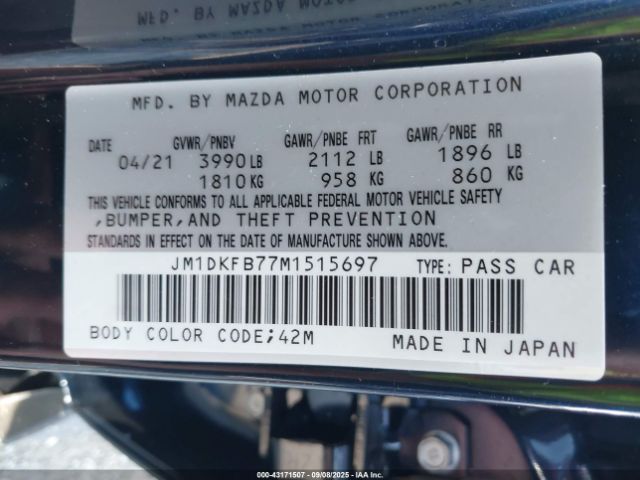 MFD. BY MAZDA MOTOR CORPORATION
DATE GVWR/PNBV GAWR/PNBE FRT GAWR/PNBE RR
04/21 3990 LB 2112 LB 1896 LB
1810 KG 958 KG 860 KG
THIS VEHICLE CONFORMS TO ALL APPLICABLE FEDERAL MOTOR VEHICLE SAFETY
,BUMPER,AND THEFT PREVENTION
STANDARDS IN EFFECT ON THE DATE OF MANUFACTURE SHOWN ABOVE.
JM1DKFB77M1515697 TYPE: PASS CAR
BODY COLOR CODE;42M MADE IN JAPAN
000-43171507 - 09/08/2025 - IAAI.COM